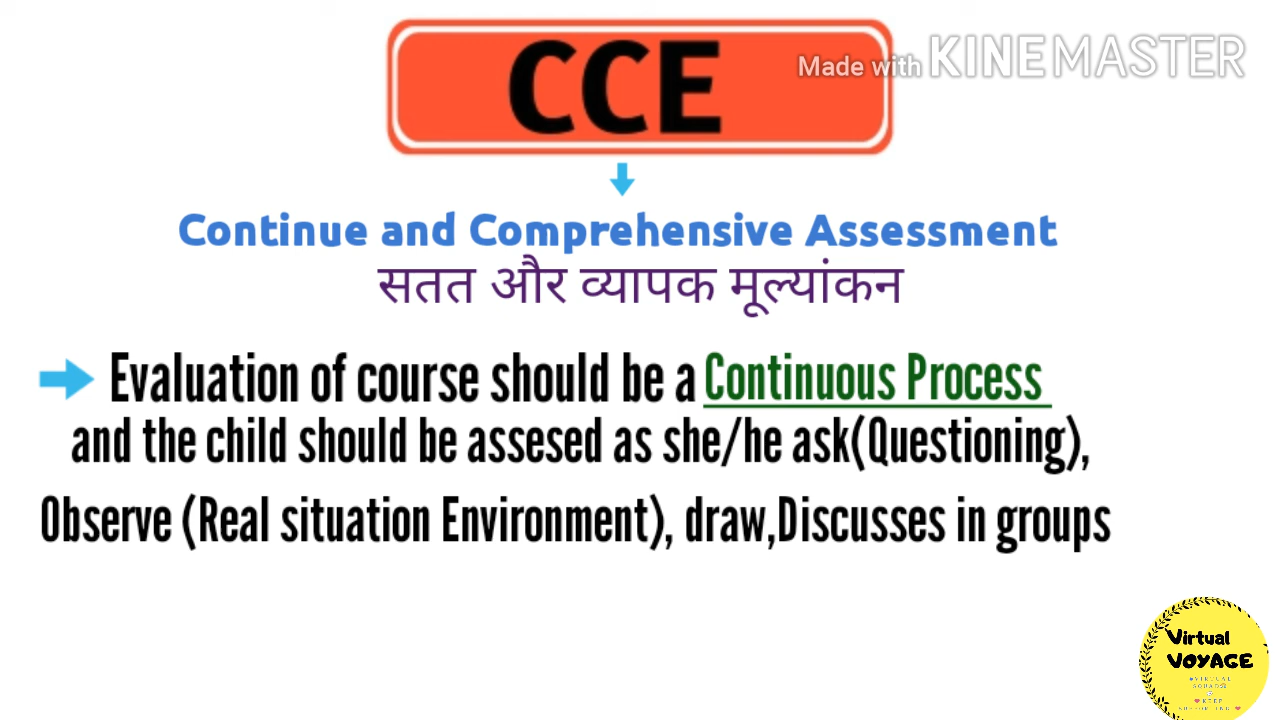 CCE
Made with KINEMASTER
Continue and Comprehensive Assessment
सतत और व्यापक मूल्यांकन
Evaluation of course should be a Continuous Process
and the child should be assesed as she/he ask(Questioning),
Observe (Real situation Environment), draw,Discusses in groups
Virtual
VOYAGE